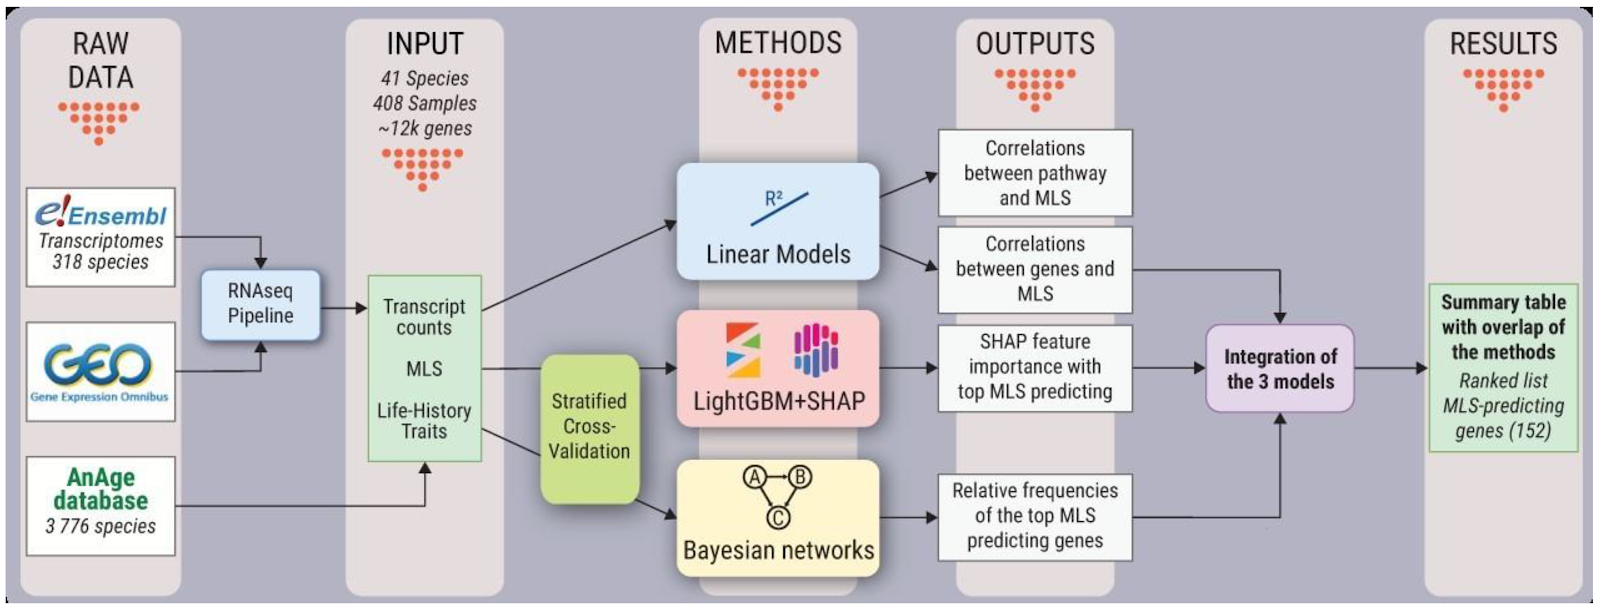 RAW
DATA
e!Ensembl
Transcriptomes
318 species
GEO
Gene Expression Omnibus
AnAge
database
3 776 species
RNAseq
Pipeline
INPUT
41 Species
408 Samples
~12k genes
Transcript
counts
MLS
Life-History
Traits
Stratified
Cross-
Validation
METHODS
R²
Linear Models
LightGBM+SHAP
A
B
C
Bayesian networks
OUTPUTS
Correlations
between pathway
and MLS
Correlations
between genes and
MLS
SHAP feature
importance with
top MLS predicting
Relative frequencies
of the top MLS
predicting genes
Integration of
the 3 models
RESULTS
Summary table
with overlap of
the methods
Ranked list
MLS-predicting
genes (152)